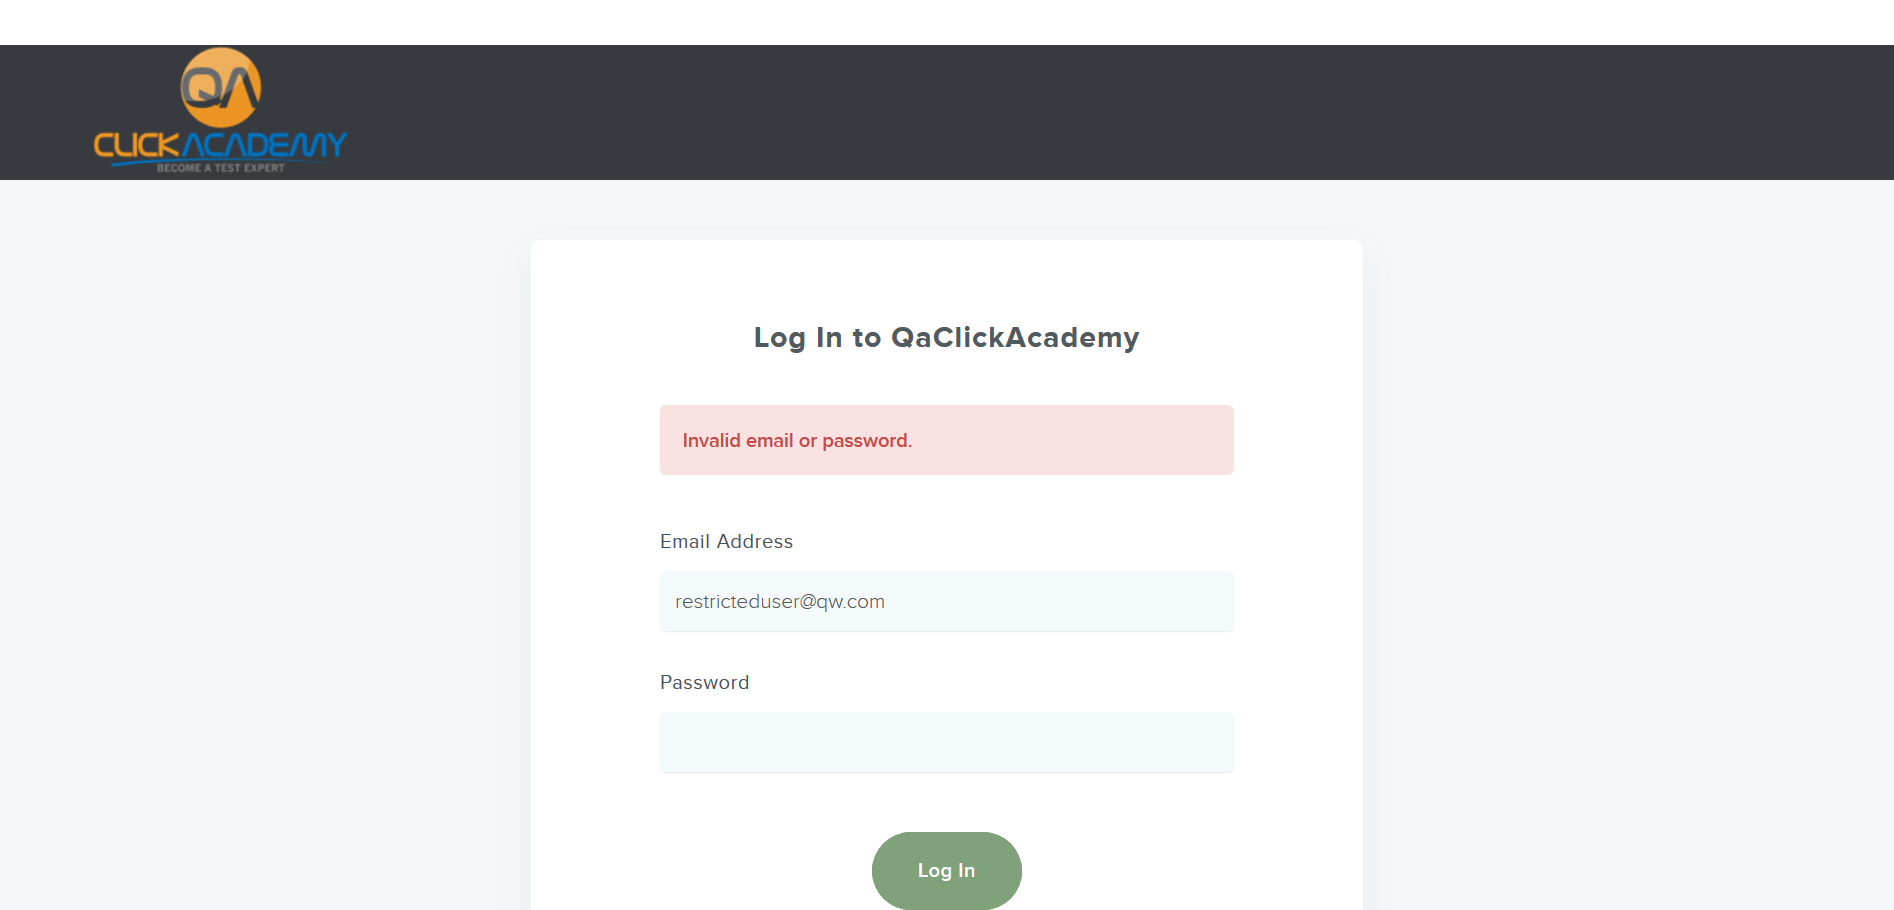 QA
CLICKACADEMY
BECOME A TEST EXPERT
Log In to QaClickAcademy
Invalid email or password.
Email Address
restricteduser@qw.com
Password
Log In